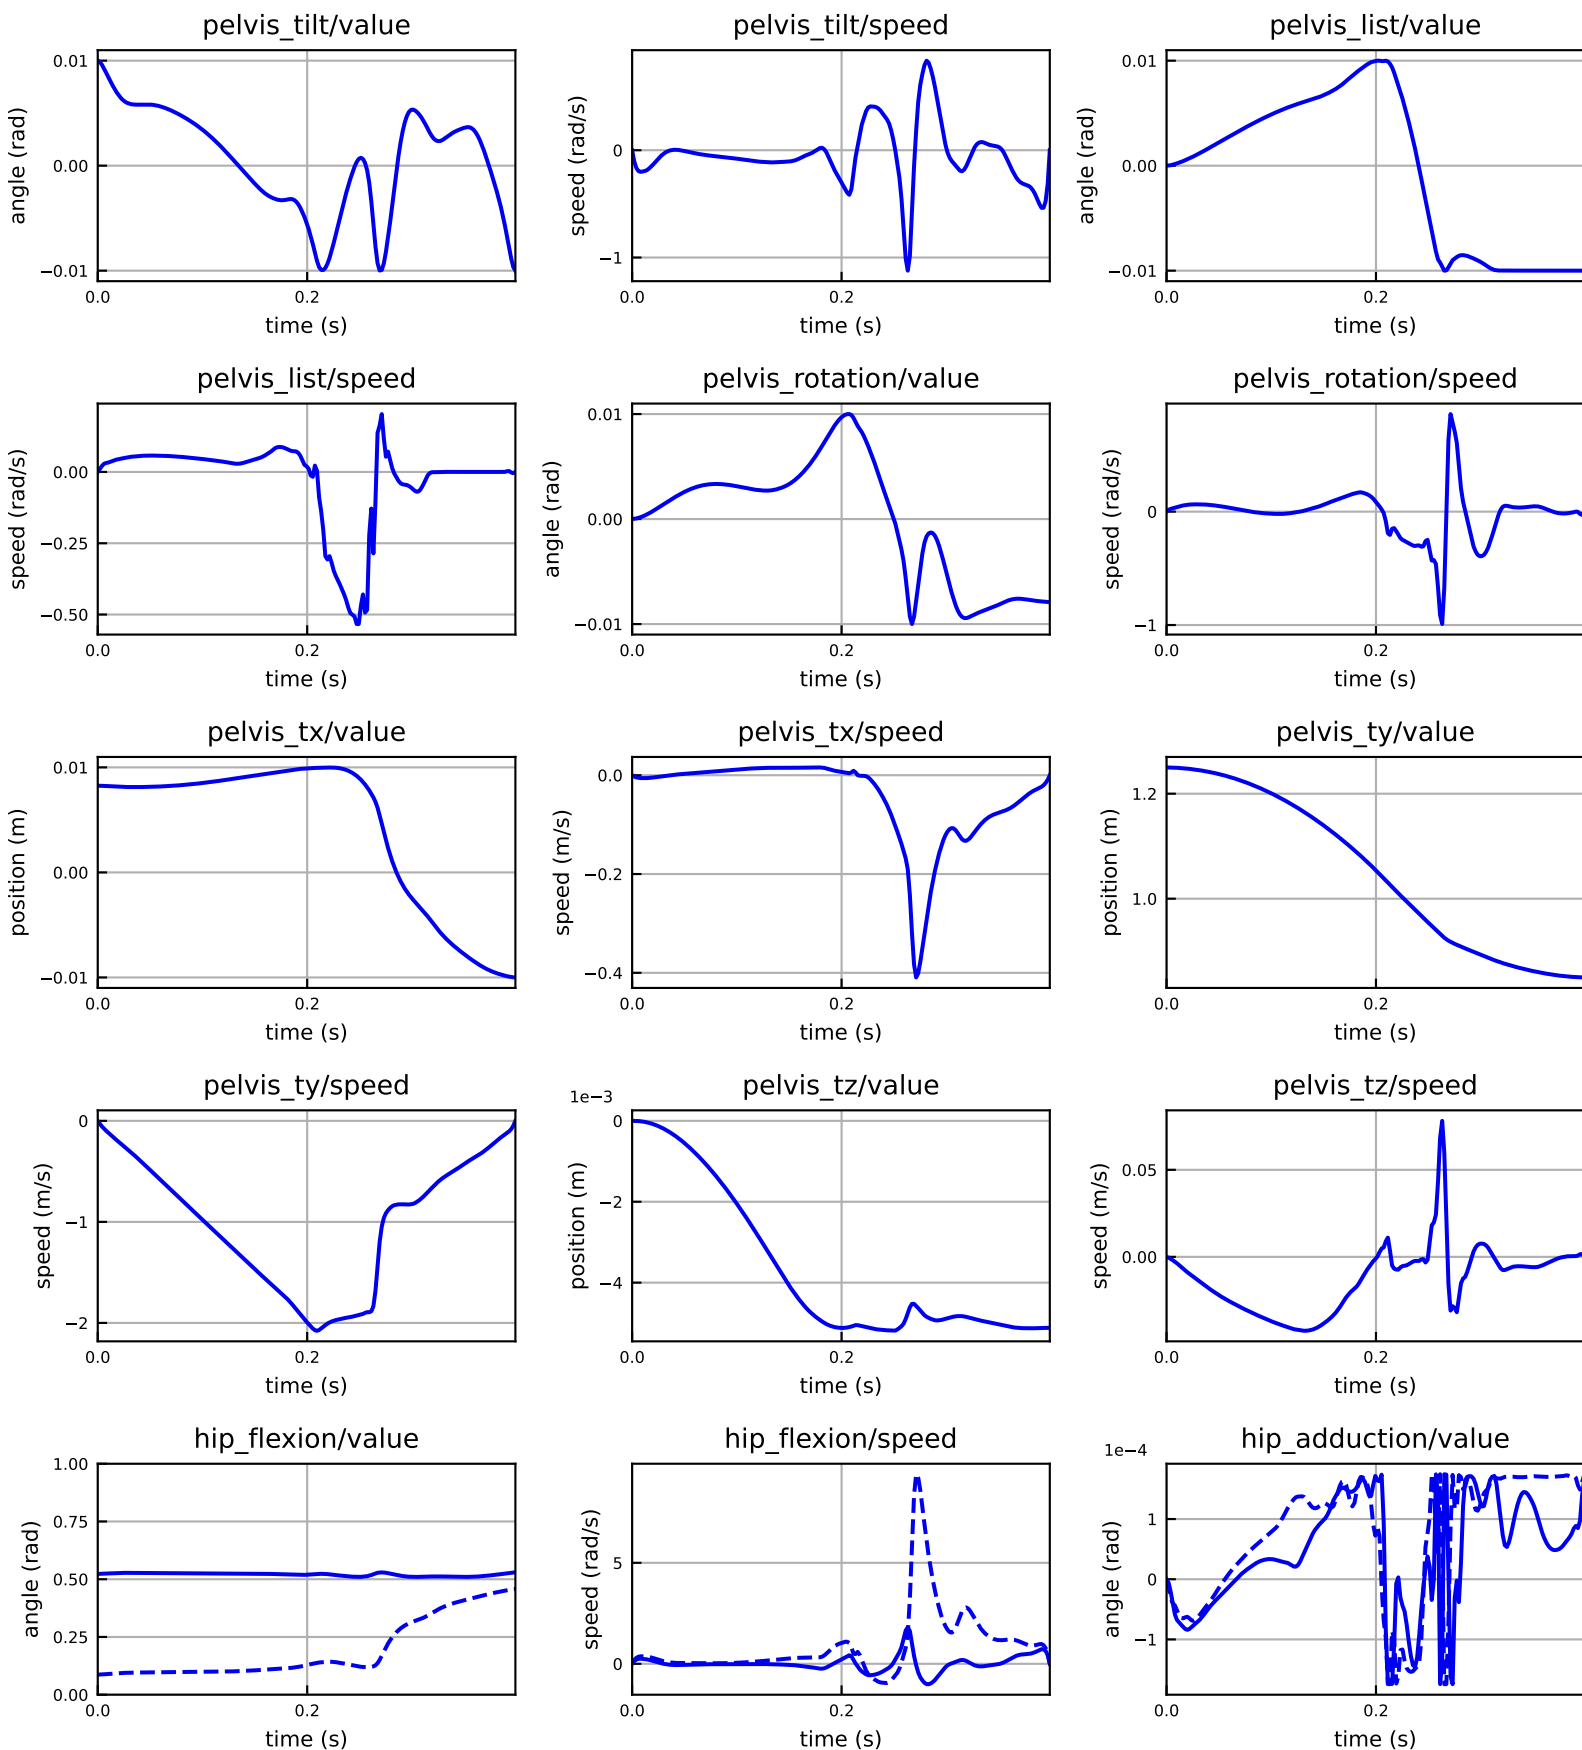 pelvis_tilt/value
angle (rad)
0.01
0.00
−0.01
0.0
0.2
time (s)
pelvis_tilt/speed
speed (rad/s)
0
−1
0.0
0.2
time (s)
pelvis_list/value
angle (rad)
0.01
0.00
−0.01
0.0
0.2
time (s)
pelvis_list/speed
speed (rad/s)
0.00
−0.25
−0.50
0.0
0.2
time (s)
pelvis_rotation/value
angle (rad)
0.01
0.00
−0.01
0.0
0.2
time (s)
pelvis_rotation/speed
speed (rad/s)
0
−1
0.0
0.2
time (s)
pelvis_tx/value
position (m)
0.01
0.00
−0.01
0.0
0.2
time (s)
pelvis_tx/speed
speed (m/s)
0.0
−0.2
−0.4
0.0
0.2
time (s)
pelvis_ty/value
position (m)
1.2
1.0
0.0
0.2
time (s)
pelvis_ty/speed
speed (m/s)
0
−1
−2
0.0
0.2
time (s)
pelvis_tz/value
1e−3
position (m)
0
−2
−4
0.0
0.2
time (s)
pelvis_tz/speed
speed (m/s)
0.05
0.00
0.0
0.2
time (s)
hip_flexion/value
angle (rad)
1.00
0.75
0.50
0.25
0.00
0.0
0.2
time (s)
hip_flexion/speed
speed (rad/s)
5
0
0.0
0.2
time (s)
hip_adduction/value
1e−4
angle (rad)
1
0
−1
0.0
0.2
time (s)